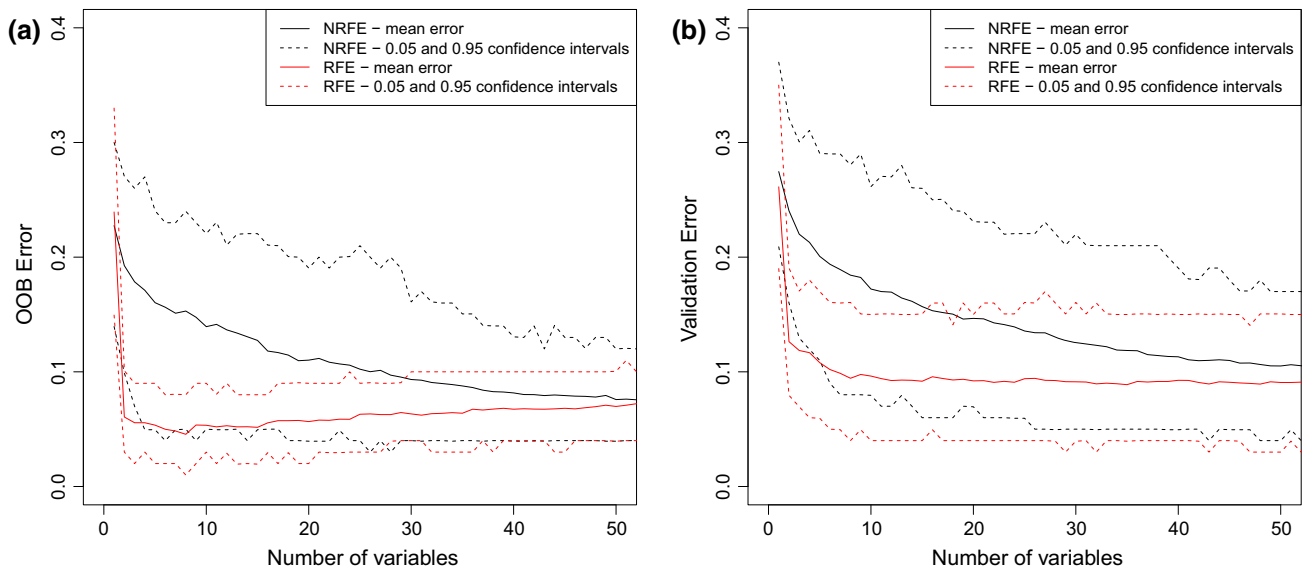 (a)
NRFE − mean error
NRFE − 0.05 and 0.95 confidence intervals
RFE − mean error
RFE − 0.05 and 0.95 confidence intervals
OOB Error
0.4
0.3
0.2
0.1
0.0
0 10 20 30 40 50
Number of variables
(b)
NRFE − mean error
NRFE − 0.05 and 0.95 confidence intervals
RFE − mean error
RFE − 0.05 and 0.95 confidence intervals
Validation Error
0.4
0.3
0.2
0.1
0.0
0 10 20 30 40 50
Number of variables